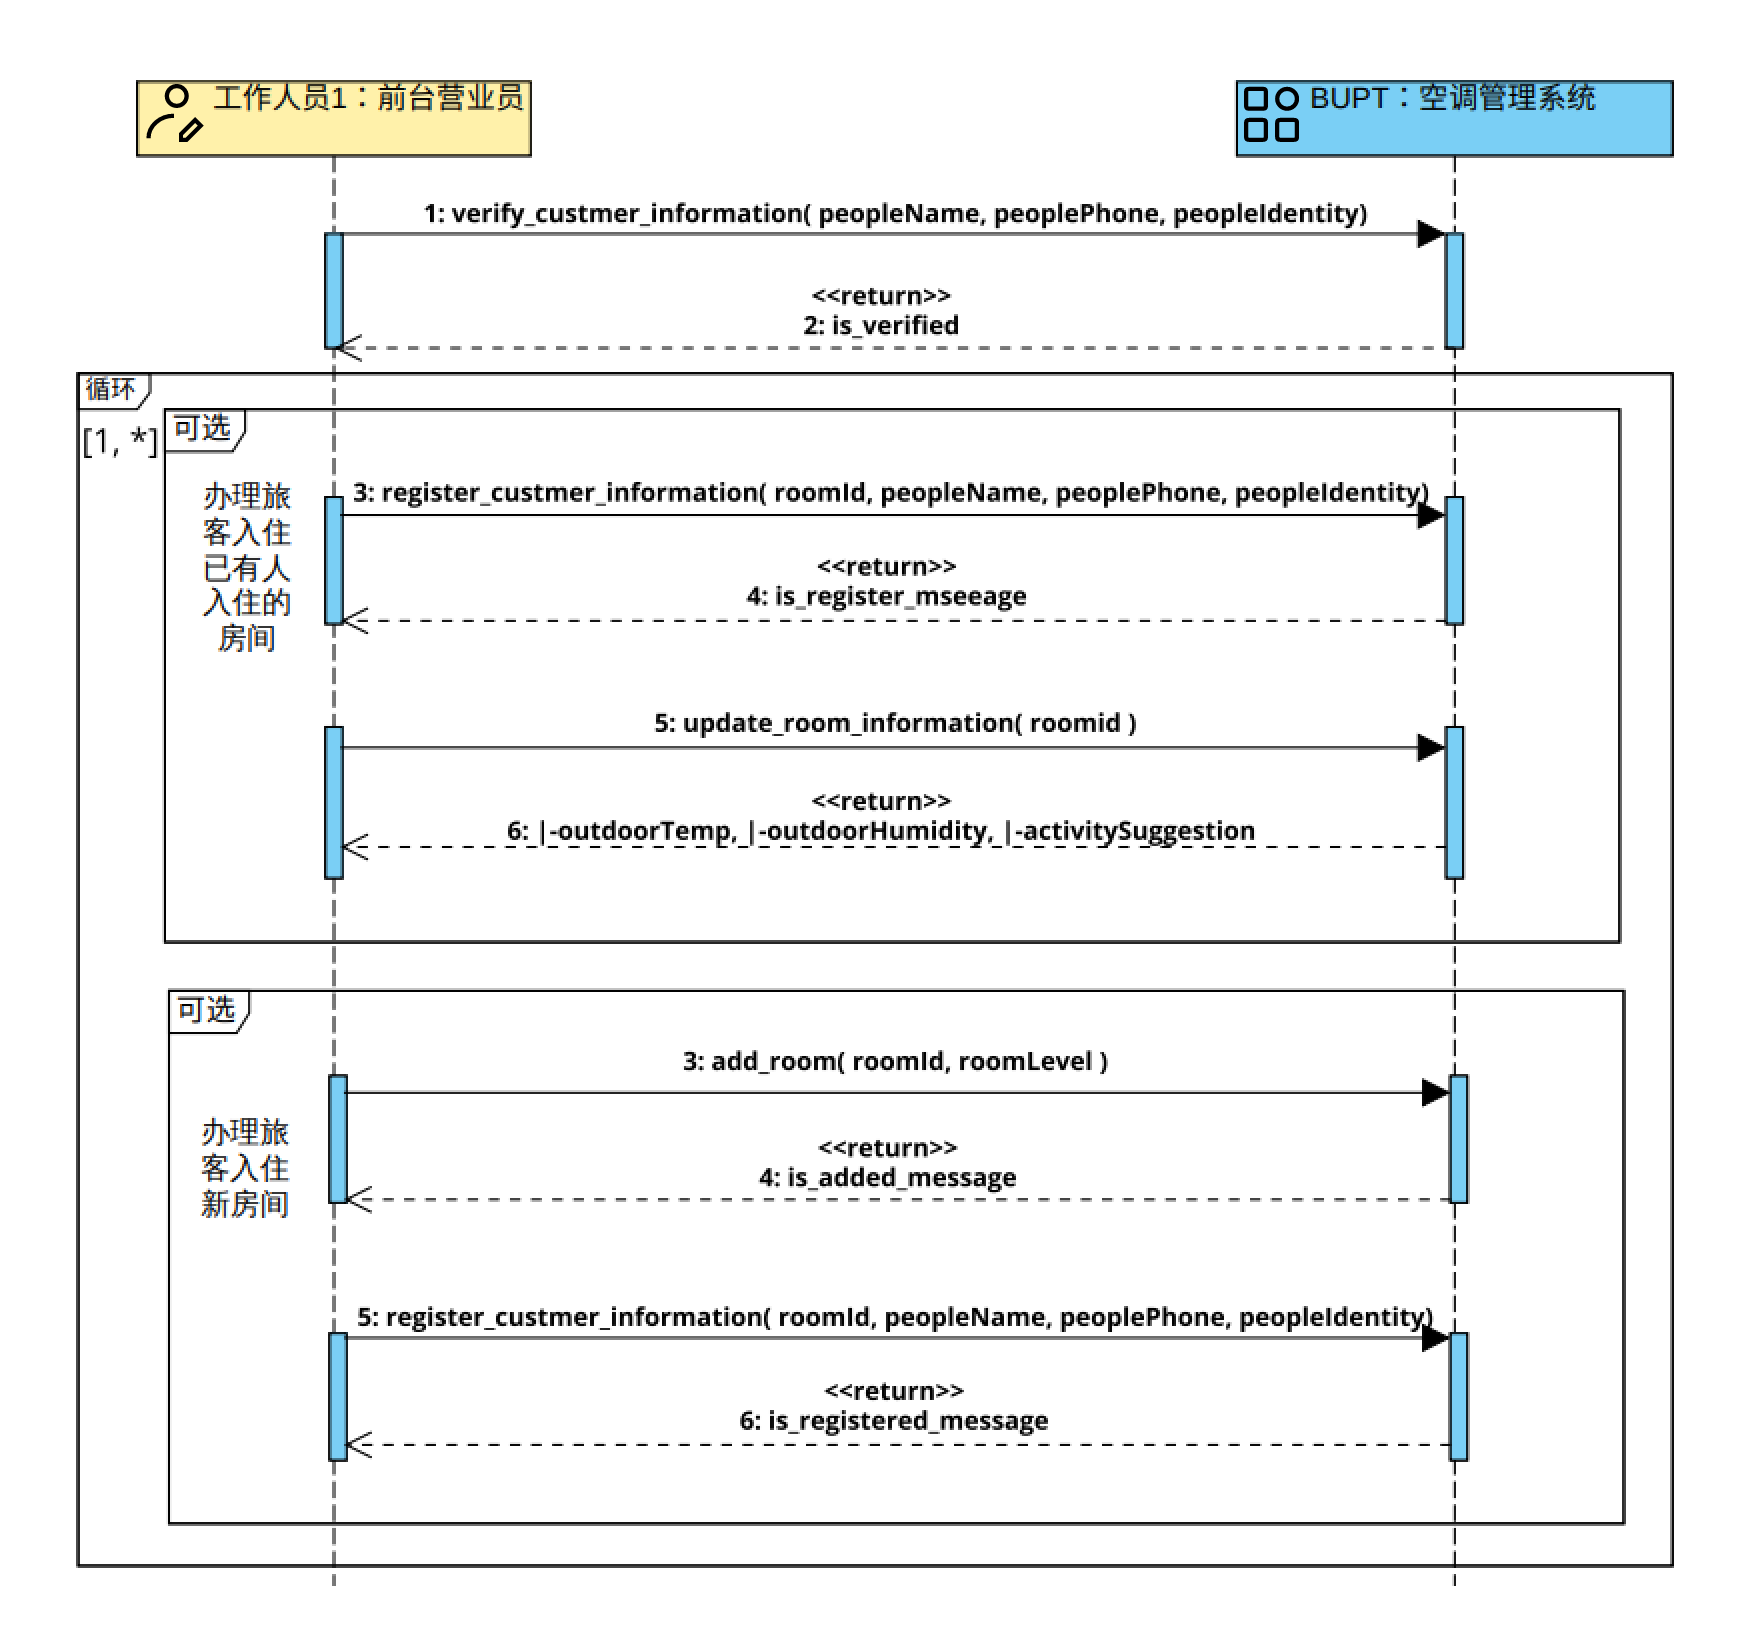 工作人员1：前台营业员
BUPT：空调管理系统
1: verify_custmer_information( peopleName, peoplePhone, peopleIdentity)
<<return>>
2: is_verified
循环
[1, *]
可选
办理旅
客入住
已有人
入住的
房间
3: register_custmer_information( roomId, peopleName, peoplePhone, peopleIdentity)
<<return>>
4: is_register_mseeage
5: update_room_information( roomid )
<<return>>
6: |-outdoorTemp, |-outdoorHumidity, |-activitySuggestion
可选
办理旅
客入住
新房间
3: add_room( roomId, roomLevel )
<<return>>
4: is_added_message
5: register_custmer_information( roomId, peopleName, peoplePhone, peopleIdentity)
<<return>>
6: is_registered_message